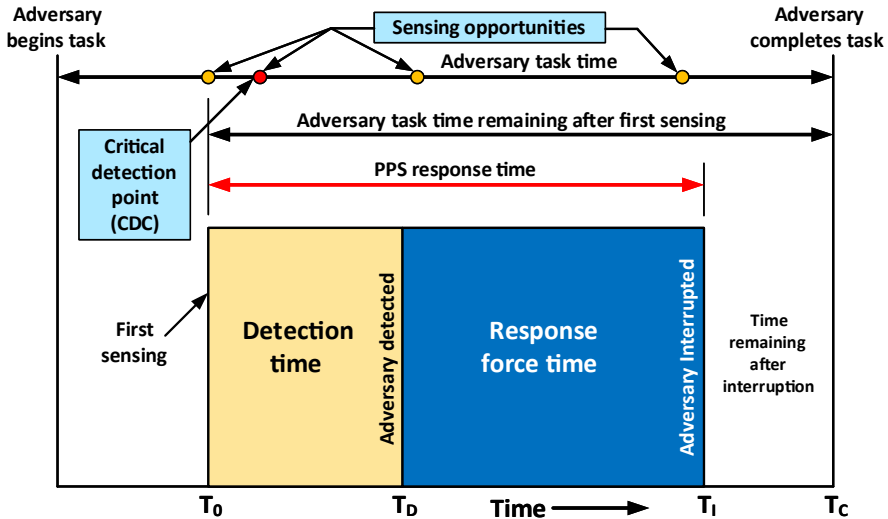 Adversary
begins task
Sensing opportunities
Adversary
completes task
Adversary task time
Adversary task time remaining after first sensing
Critical
detection
point
(CDC)
PPS response time
First
sensing
Detection
time
Adversary detected
Response
force time
Adversary Interrupted
Time
remaining
after
interruption
T0
TD
Time
TI
TC